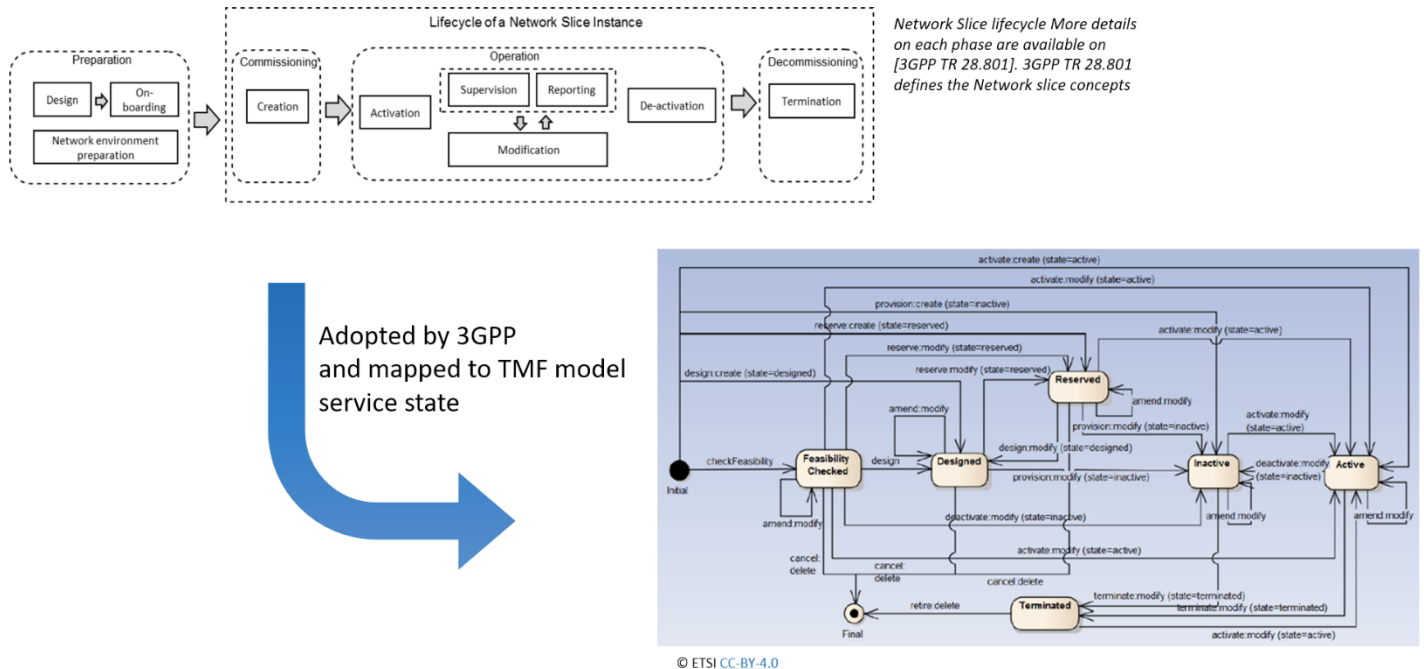 Lifecycle of a Network Slice Instance
Preparation
Design
On-
boarding
Network environment
preparation
Commissioning
Creation
Operation
Activation
Supervision
Reporting
Modification
De-activation
Decommissioning
Termination
Network Slice lifecycle More details
on each phase are available on
[3GPP TR 28.801]. 3GPP TR 28.801
defines the Network slice concepts
Adopted by 3GPP
and mapped to TMF model
service state
activate:create (state=active)
activate:modify (state=active)
provision:create (state=inactive)
reserve:create (state=reserved)
activate:modify (state=active)
reserve:modify (state=reserved)
reserve:modify (state=reserved)
design:create (state=designed)
Reserved
amend:modify
amend:modify
provision:modify (state=inactive)
activate:modify
(state=active)
design:modify (state=designed)
checkFeasibility
Initial
Feasibility
Checked
design
Designed
provision:modify (state=inactive)
Inactive
deactivate:modify
(state=inactive)
Active
amend:modify
deactivate:modify (state=inactive)
amend:modify
amend:modify
activate:modify (state=active)
cancel:
delete
cancel:
delete
cancel:delete
terminate:modify (state=terminated)
terminate:modify (state=terminated)
Terminated
retire:delete
Final
activate:modify (state=active)
© ETSI CC-BY-4.0